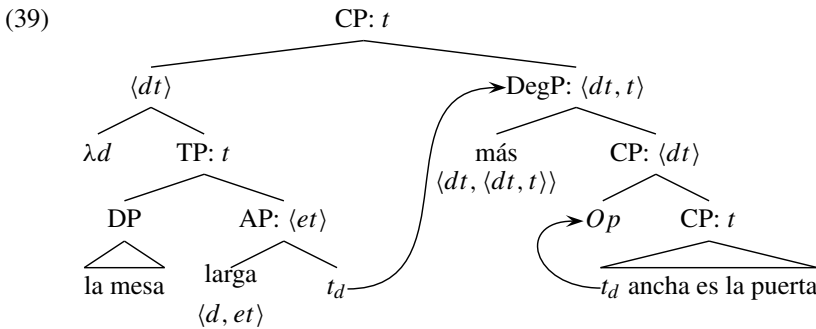 (39) CP: t
⟨dt⟩ DegP: ⟨dt, t⟩
λd TP: t más CP: ⟨dt⟩
⟨dt, ⟨dt, t⟩⟩
DP AP: ⟨et⟩ Op CP: t
la mesa larga t_d t_d ancha es la puerta
⟨d, et⟩